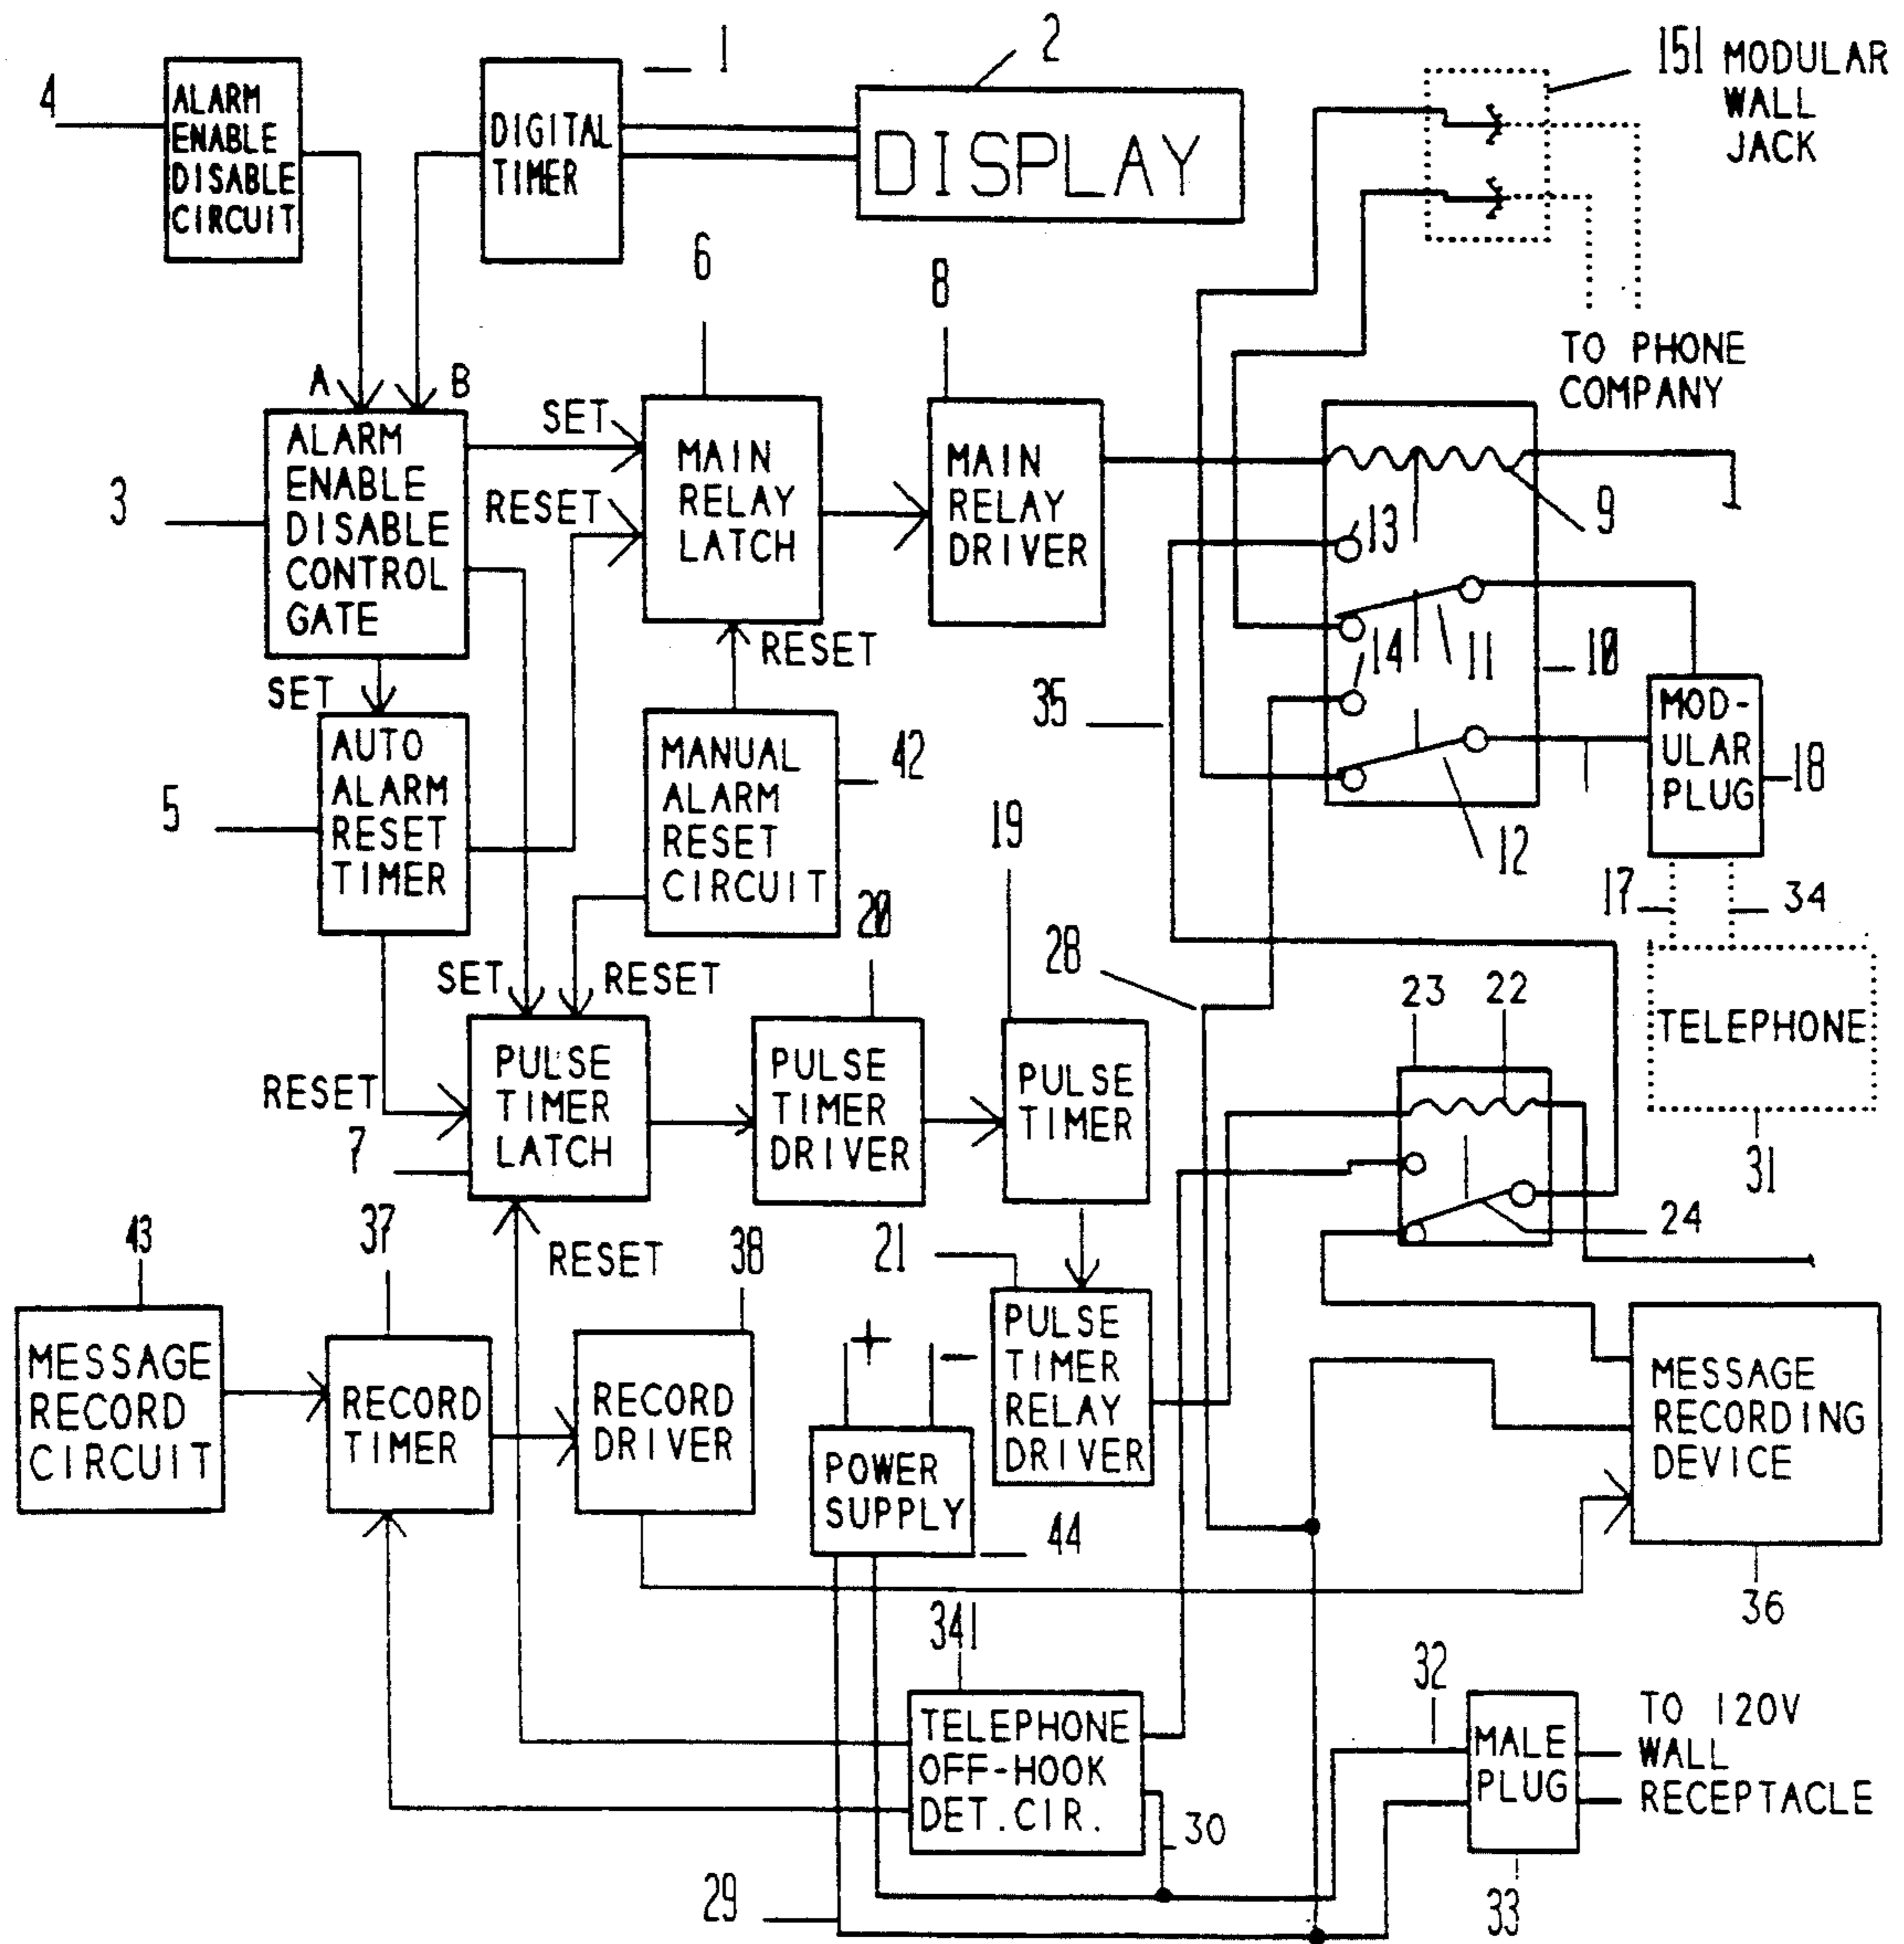 1
2
151 MODULAR
WALL
JACK
4
ALARM
ENABLE
DISABLE
CIRCUIT
DIGITAL
TIMER
DISPLAY
6
8
TO PHONE
COMPANY
A
B
3
ALARM
ENABLE
DISABLE
CONTROL
GATE
SET
RESET
MAIN
RELAY
LATCH
MAIN
RELAY
DRIVER
9
13
14
11
10
12
RESET
SET
35
5
AUTO
ALARM
RESET
TIMER
MANUAL
ALARM
RESET
CIRCUIT
42
MOD-
ULAR
PLUG
18
17
34
19
20
28
SET
RESET
23
22
TELEPHONE
31
RESET
7
PULSE
TIMER
LATCH
PULSE
TIMER
DRIVER
PULSE
TIMER
24
43
37
RESET
38
21
MESSAGE
RECORD
CIRCUIT
RECORD
TIMER
RECORD
DRIVER
+
-
POWER
SUPPLY
44
PULSE
TIMER
RELAY
DRIVER
MESSAGE
RECORDING
DEVICE
36
341
TELEPHONE
OFF-HOOK
DET.CIR.
30
32
MALE
PLUG
33
TO 120V
WALL
RECEPTACLE
29